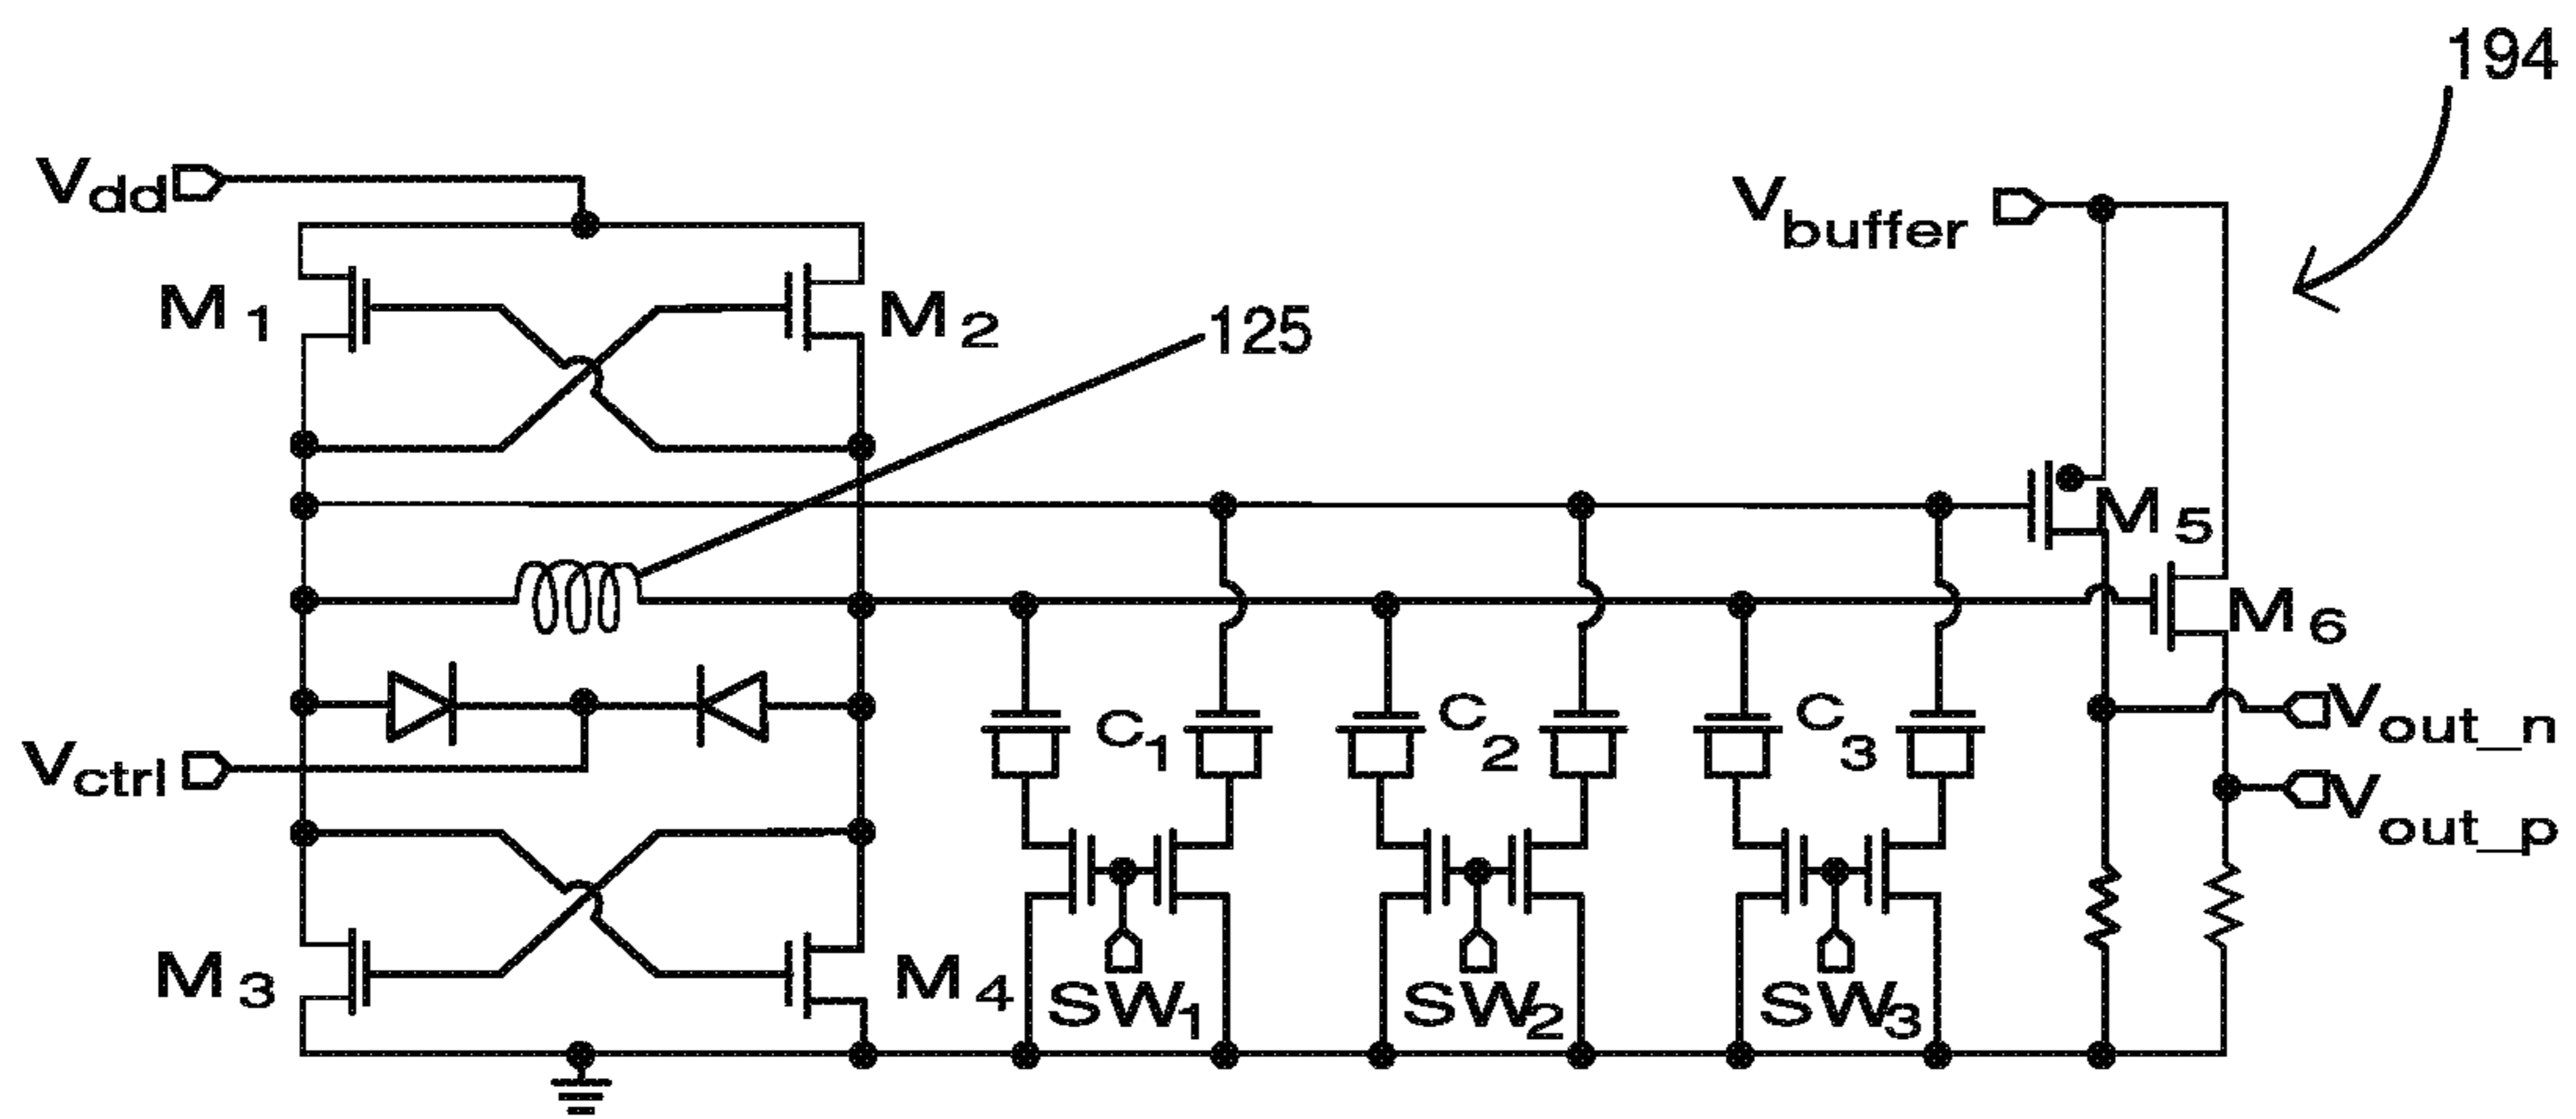 194
Vdd
Vbuffer
M1
M2
125
M5
M6
C1
C2
C3
Vout_n
Vctrl
Vout_p
M3
M4
SW1
SW2
SW3